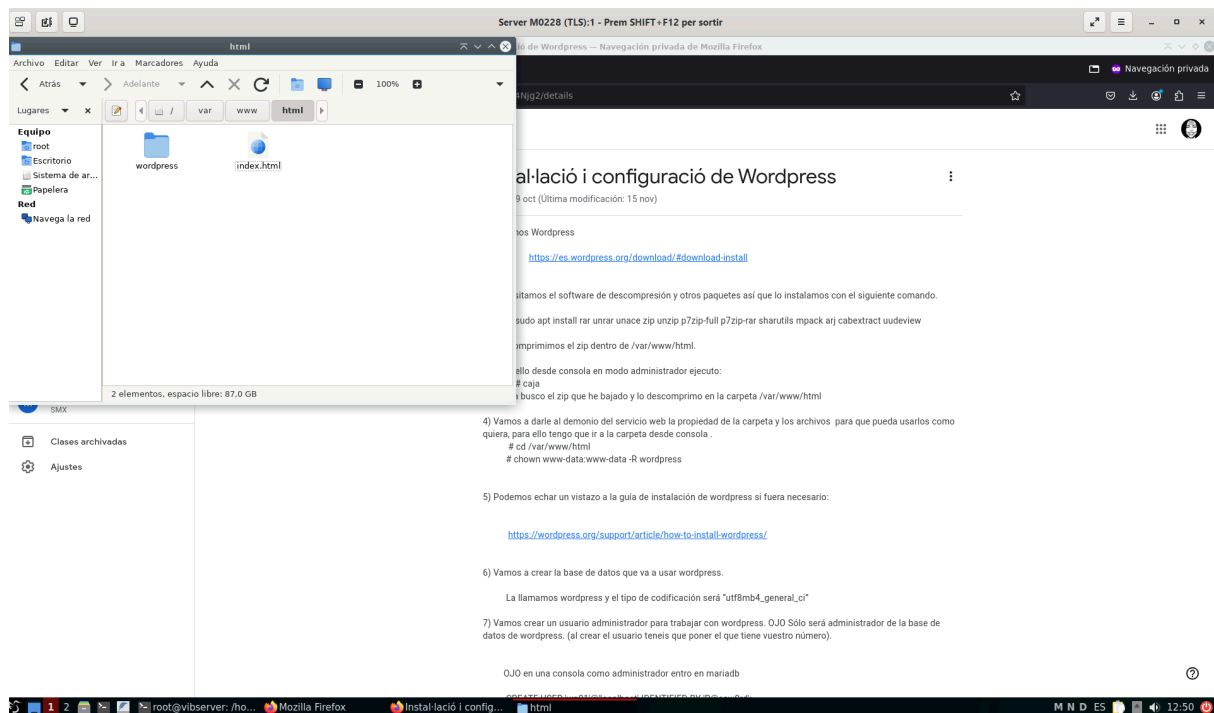 Server M0228 (TLS):1 - Prem SHIFT+F12 per sortir
html
ió de Wordpress — Navegación privada de Mozilla Firefox
Archivo Editar Ver Ir a Marcadores Ayuda
Navegación privada
Atrás Adelante 100%
4Njg2/details
Lugares / var www html
Equipo
root
Escritorio
Sistema de ar...
Papelera
Red
Navega la red
wordpress
index.html
2 elementos, espacio libre: 87,0 GB
SMX
Clases archivadas
Ajustes
al·lació i configuració de Wordpress
9 oct (Última modificación: 15 nov)
mos Wordpress
https://es.wordpress.org/download/#download-install
sitamos el software de descompresión y otros paquetes así que lo instalamos con el siguiente comando.
sudo apt install rar unrar unace zip unzip p7zip-full p7zip-rar sharutils mpack arj cabextract uudeview
omprimimos el zip dentro de /var/www/html.
ello desde consola en modo administrador ejecuto:
# caja
busco el zip que he bajado y lo descomprimo en la carpeta /var/www/html
4) Vamos a darle al demonio del servicio web la propiedad de la carpeta y los archivos para que pueda usarlos como
quiera, para ello tengo que ir a la carpeta desde consola .
# cd /var/www/html
# chown www-data:www-data -R wordpress
5) Podemos echar un vistazo a la guía de instalación de wordpress si fuera necesario:
https://wordpress.org/support/article/how-to-install-wordpress/
6) Vamos a crear la base de datos que va a usar wordpress.
La llamamos wordpress y el tipo de codificación será "utf8mb4_general_ci"
7) Vamos crear un usuario administrador para trabajar con wordpress. OJO Sólo será administrador de la base de
datos de wordpress. (al crear el usuario teneis que poner el que tiene vuestro número).
OJO en una consola como administrador entro en mariadb
1 2 root@vibserver: /ho... Mozilla Firefox Instal·lació i config... html M N D ES 12:50